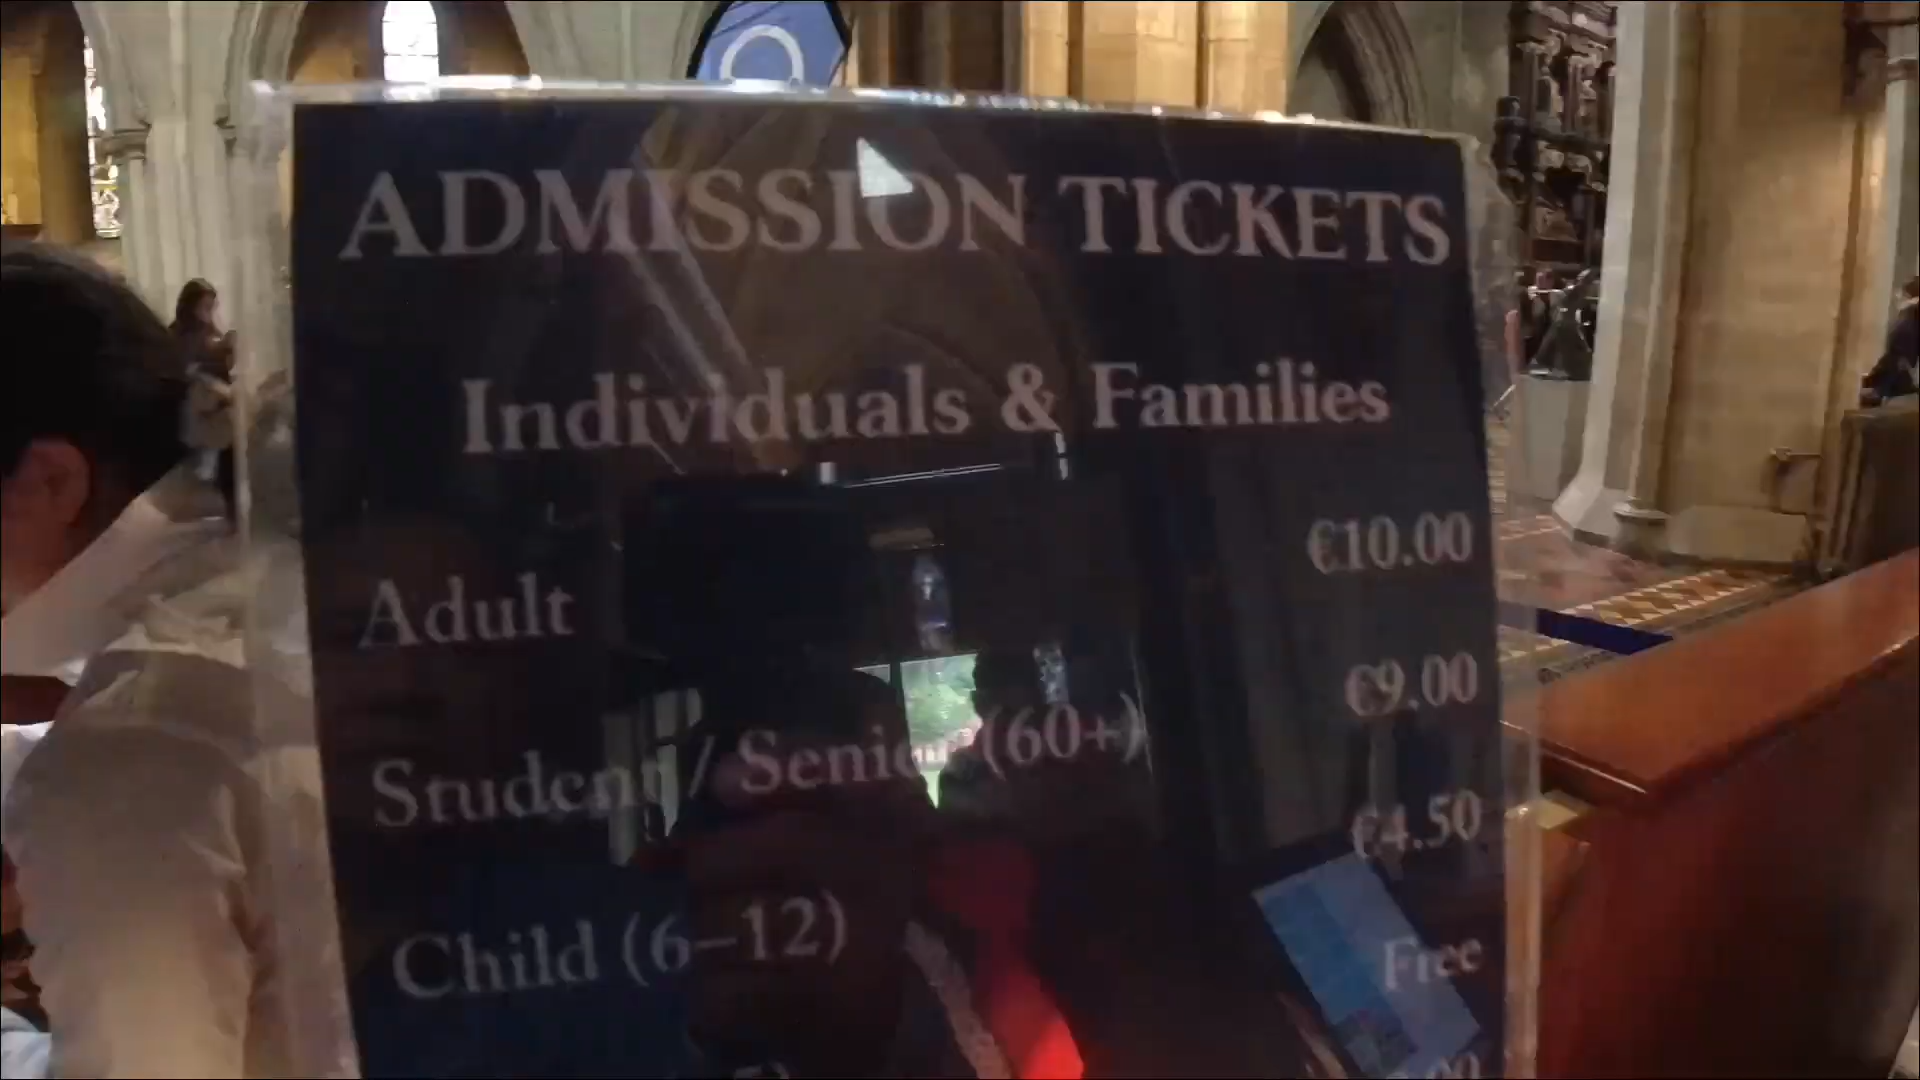 ADMISSION TICKETS
Individuals & Families
Adult €10.00
Student / Senior (60+) €9.00
Child (6–12) €4.50
Free